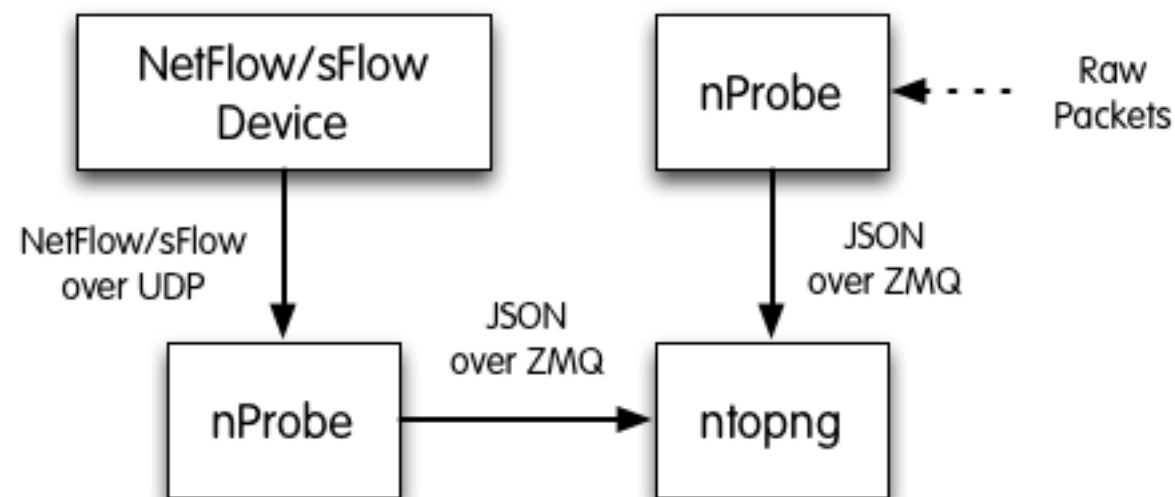 NetFlow/sFlow
Device
nProbe
Raw
Packets
NetFlow/sFlow
over UDP
JSON
over ZMQ
JSON
over ZMQ
nProbe
ntopng